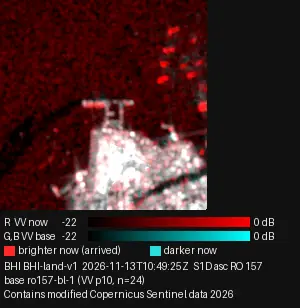 R VV now -22 0 dB
G,B VV base -22 0 dB
brighter now (arrived) darker now
BHI BHI-land-v1 2026-11-13T10:49:25Z S1D asc RO 157
base ro157-bl-1 (VV p10, n=24)
Contains modified Copernicus Sentinel data 2026